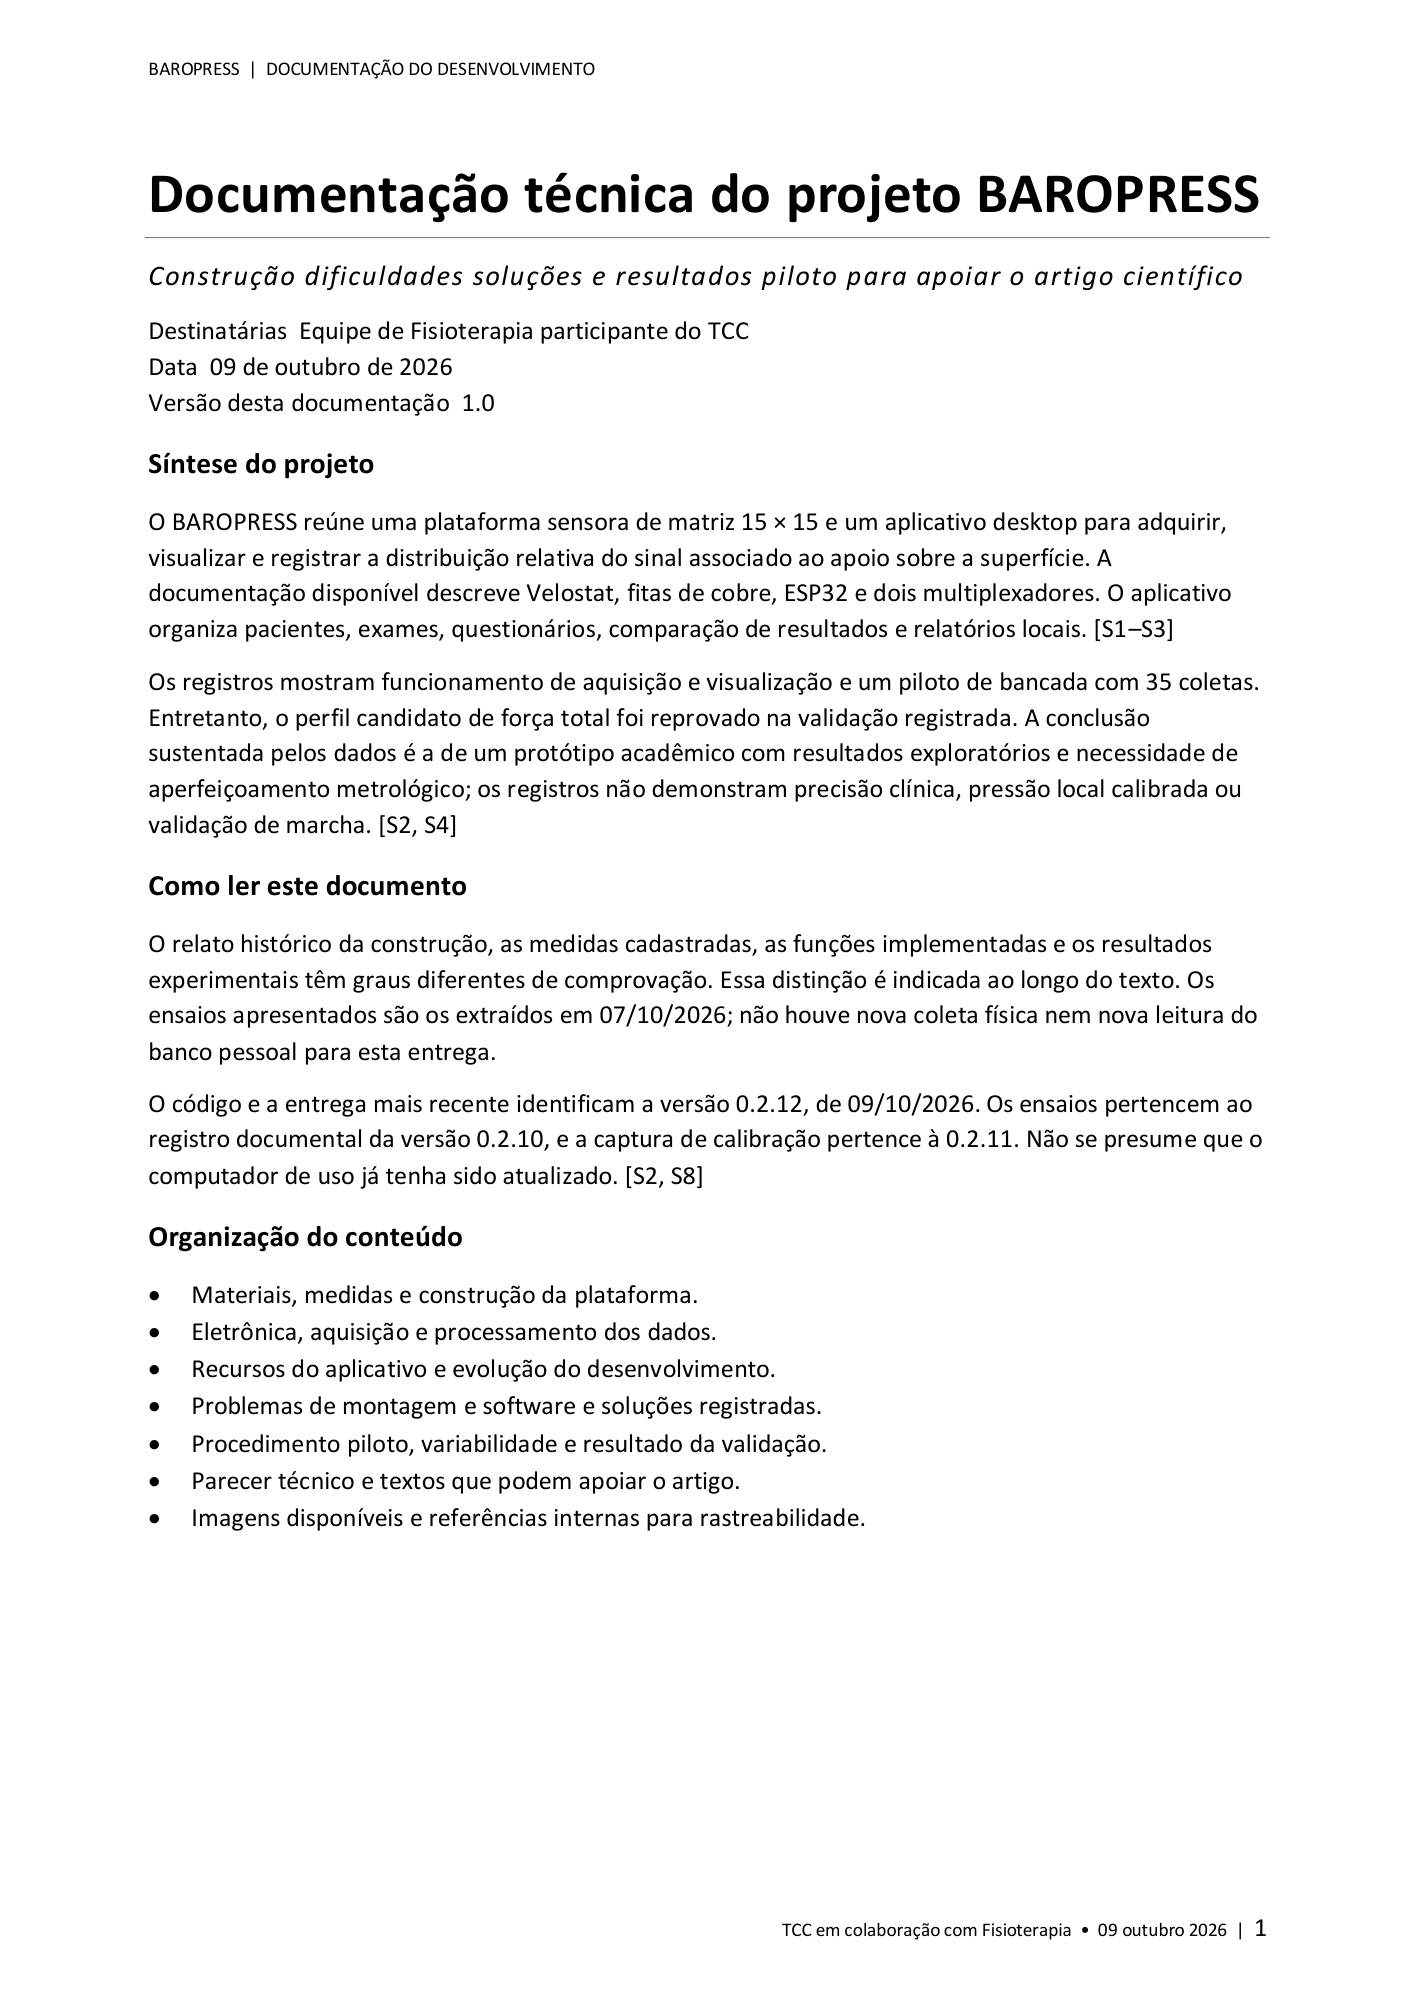 BAROPRESS | DOCUMENTAÇÃO DO DESENVOLVIMENTO
Documentação técnica do projeto BAROPRESS
Construção dificuldades soluções e resultados piloto para apoiar o artigo científico
Destinatárias  Equipe de Fisioterapia participante do TCC
Data  09 de outubro de 2026
Versão desta documentação  1.0
Síntese do projeto
O BAROPRESS reúne uma plataforma sensora de matriz 15 × 15 e um aplicativo desktop para adquirir,
visualizar e registrar a distribuição relativa do sinal associado ao apoio sobre a superfície. A
documentação disponível descreve Velostat, fitas de cobre, ESP32 e dois multiplexadores. O aplicativo
organiza pacientes, exames, questionários, comparação de resultados e relatórios locais. [S1–S3]
Os registros mostram funcionamento de aquisição e visualização e um piloto de bancada com 35 coletas.
Entretanto, o perfil candidato de força total foi reprovado na validação registrada. A conclusão
sustentada pelos dados é a de um protótipo acadêmico com resultados exploratórios e necessidade de
aperfeiçoamento metrológico; os registros não demonstram precisão clínica, pressão local calibrada ou
validação de marcha. [S2, S4]
Como ler este documento
O relato histórico da construção, as medidas cadastradas, as funções implementadas e os resultados
experimentais têm graus diferentes de comprovação. Essa distinção é indicada ao longo do texto. Os
ensaios apresentados são os extraídos em 07/10/2026; não houve nova coleta física nem nova leitura do
banco pessoal para esta entrega.
O código e a entrega mais recente identificam a versão 0.2.12, de 09/10/2026. Os ensaios pertencem ao
registro documental da versão 0.2.10, e a captura de calibração pertence à 0.2.11. Não se presume que o
computador de uso já tenha sido atualizado. [S2, S8]
Organização do conteúdo
• Materiais, medidas e construção da plataforma.
• Eletrônica, aquisição e processamento dos dados.
• Recursos do aplicativo e evolução do desenvolvimento.
• Problemas de montagem e software e soluções registradas.
• Procedimento piloto, variabilidade e resultado da validação.
• Parecer técnico e textos que podem apoiar o artigo.
• Imagens disponíveis e referências internas para rastreabilidade.
TCC em colaboração com Fisioterapia • 09 outubro 2026 | 1